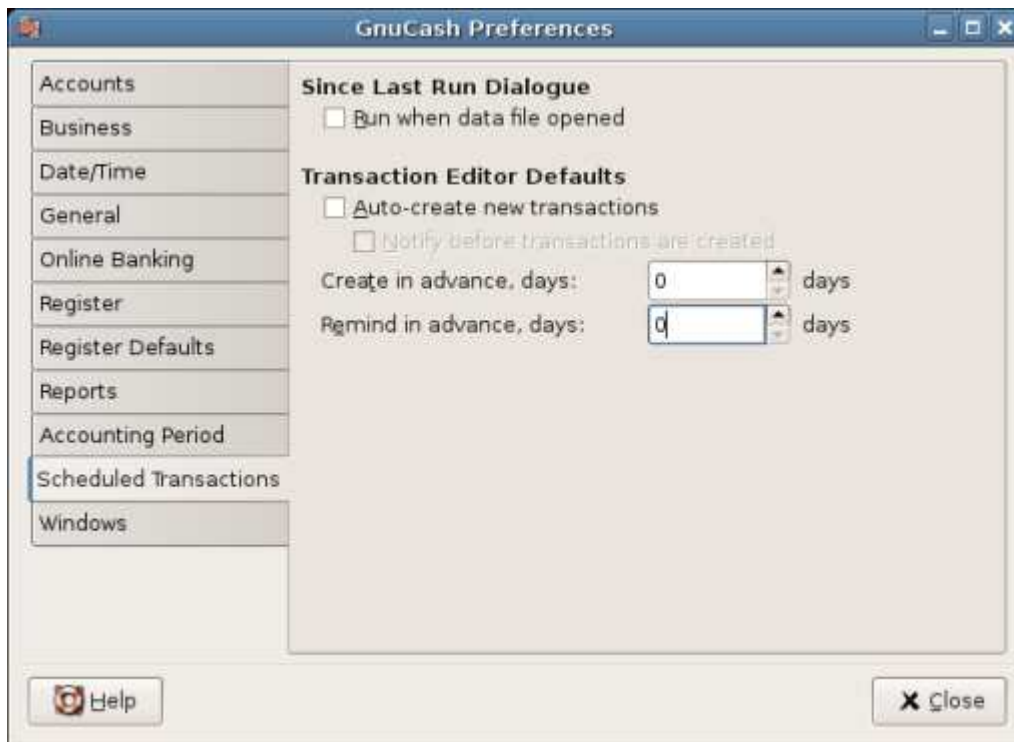 GnuCash Preferences
Accounts
Business
Date/Time
General
Online Banking
Register
Register Defaults
Reports
Accounting Period
Scheduled Transactions
Windows
Since Last Run Dialogue
Run when data file opened
Transaction Editor Defaults
Auto-create new transactions
Notify before transactions are created
Create in advance, days: 0 days
Remind in advance, days: 0 days
Help
Close